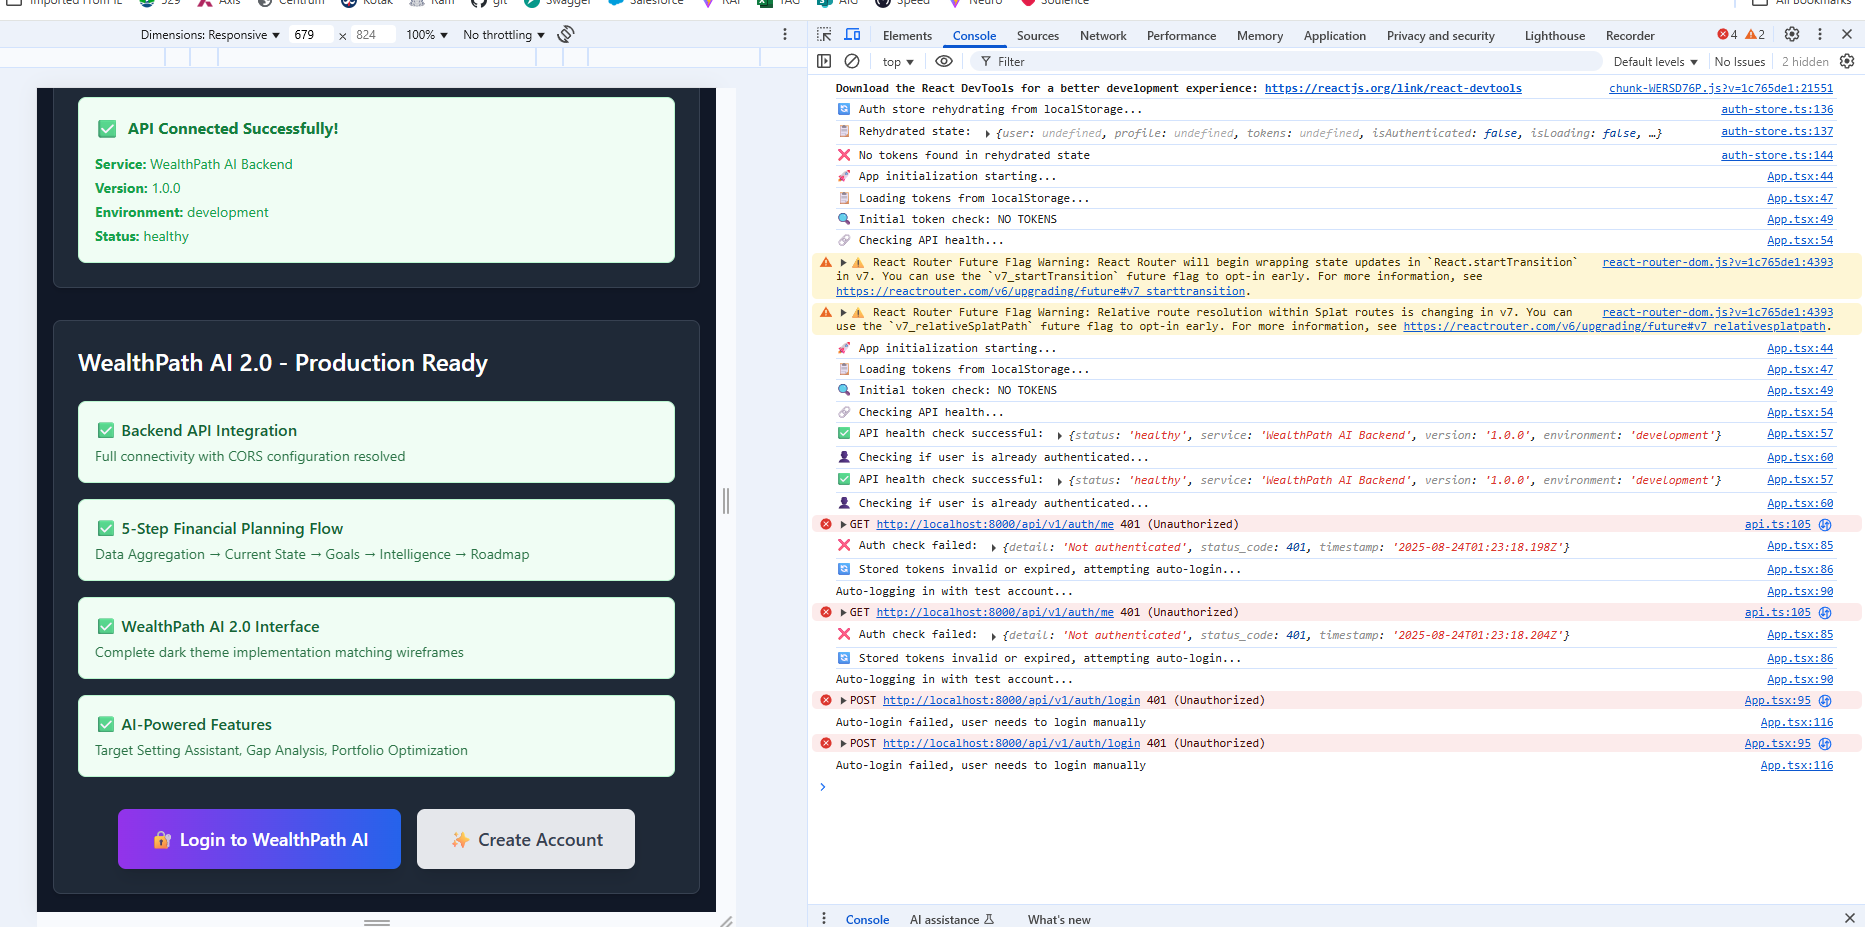 Imported From IE
J29
Axis
Centrum
Kotak
Ram
git
Swagger
Salesforce
RAI
TAG
AIG
Speed
Neuro
Soulence
All Bookmarks
Dimensions: Responsive ▼ 679 x 824 100% ▼ No throttling ▼
Elements Console Sources Network Performance Memory Application Privacy and security Lighthouse Recorder 4 2
top ▼ Filter Default levels ▼ No Issues 2 hidden
API Connected Successfully!
Service: WealthPath AI Backend
Version: 1.0.0
Environment: development
Status: healthy
WealthPath AI 2.0 - Production Ready
Backend API Integration
Full connectivity with CORS configuration resolved
5-Step Financial Planning Flow
Data Aggregation → Current State → Goals → Intelligence → Roadmap
WealthPath AI 2.0 Interface
Complete dark theme implementation matching wireframes
AI-Powered Features
Target Setting Assistant, Gap Analysis, Portfolio Optimization
Login to WealthPath AI
Create Account
Download the React DevTools for a better development experience: https://reactjs.org/link/react-devtools chunk-WERSD76P.js?v=1c765de1:21551
Auth store rehydrating from localStorage... auth-store.ts:136
Rehydrated state: ▶ {user: undefined, profile: undefined, tokens: undefined, isAuthenticated: false, isLoading: false, …} auth-store.ts:137
No tokens found in rehydrated state auth-store.ts:144
App initialization starting... App.tsx:44
Loading tokens from localStorage... App.tsx:47
Initial token check: NO TOKENS App.tsx:49
Checking API health... App.tsx:54
▶ React Router Future Flag Warning: React Router will begin wrapping state updates in `React.startTransition` react-router-dom.js?v=1c765de1:4393
in v7. You can use the `v7_startTransition` future flag to opt-in early. For more information, see
https://reactrouter.com/v6/upgrading/future#v7_starttransition.
▶ React Router Future Flag Warning: Relative route resolution within Splat routes is changing in v7. You can react-router-dom.js?v=1c765de1:4393
use the `v7_relativeSplatPath` future flag to opt-in early. For more information, see https://reactrouter.com/v6/upgrading/future#v7_relativesplatpath.
App initialization starting... App.tsx:44
Loading tokens from localStorage... App.tsx:47
Initial token check: NO TOKENS App.tsx:49
Checking API health... App.tsx:54
API health check successful: ▶ {status: 'healthy', service: 'WealthPath AI Backend', version: '1.0.0', environment: 'development'} App.tsx:57
Checking if user is already authenticated... App.tsx:60
API health check successful: ▶ {status: 'healthy', service: 'WealthPath AI Backend', version: '1.0.0', environment: 'development'} App.tsx:57
Checking if user is already authenticated... App.tsx:60
▶ GET http://localhost:8000/api/v1/auth/me 401 (Unauthorized) api.ts:105
Auth check failed: ▶ {detail: 'Not authenticated', status_code: 401, timestamp: '2025-08-24T01:23:18.198Z'} App.tsx:85
Stored tokens invalid or expired, attempting auto-login... App.tsx:86
Auto-logging in with test account... App.tsx:90
▶ GET http://localhost:8000/api/v1/auth/me 401 (Unauthorized) api.ts:105
Auth check failed: ▶ {detail: 'Not authenticated', status_code: 401, timestamp: '2025-08-24T01:23:18.204Z'} App.tsx:85
Stored tokens invalid or expired, attempting auto-login... App.tsx:86
Auto-logging in with test account... App.tsx:90
▶ POST http://localhost:8000/api/v1/auth/login 401 (Unauthorized) App.tsx:95
Auto-login failed, user needs to login manually App.tsx:116
▶ POST http://localhost:8000/api/v1/auth/login 401 (Unauthorized) App.tsx:95
Auto-login failed, user needs to login manually App.tsx:116
Console AI assistance What's new